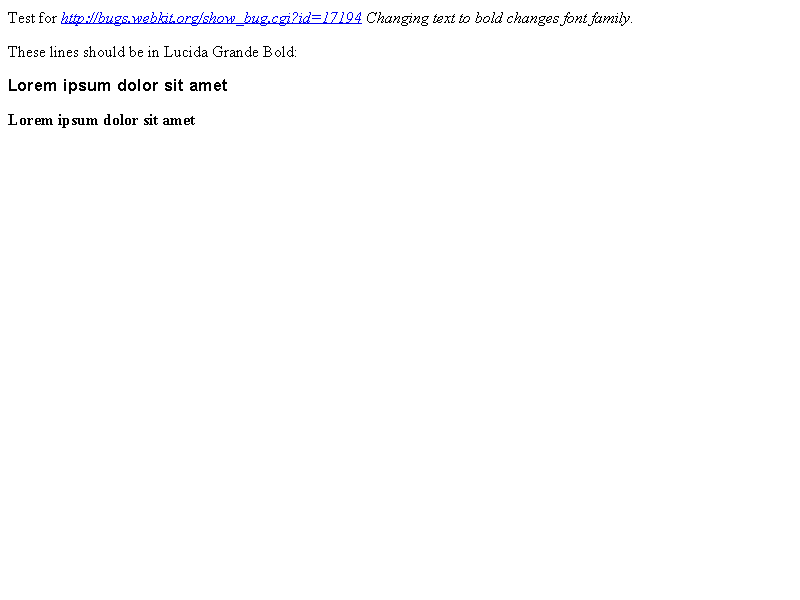 Test for http://bugs.webkit.org/show_bug.cgi?id=17194 Changing text to bold changes font family.
These lines should be in Lucida Grande Bold:
Lorem ipsum dolor sit amet
Lorem ipsum dolor sit amet